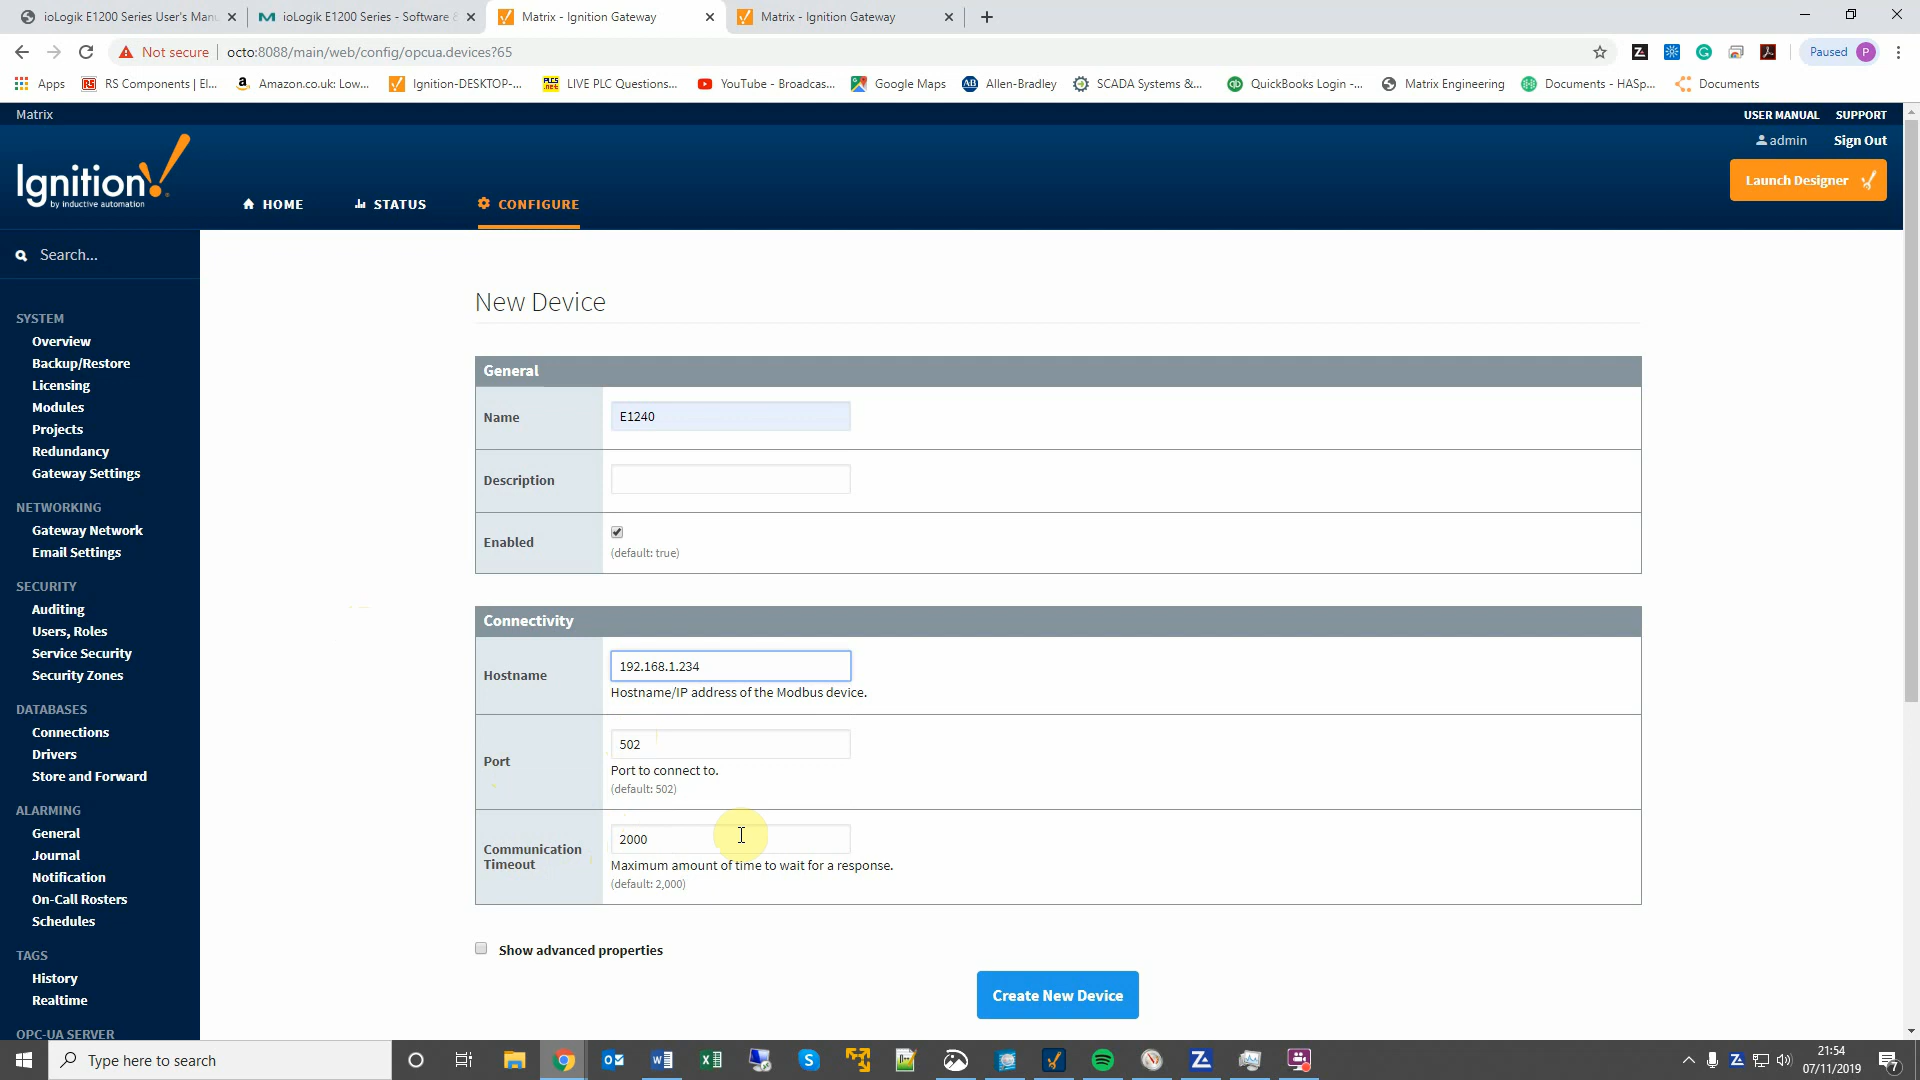 ioLogik E1200 Series User's Manu
ioLogik E1200 Series - Software &
Matrix - Ignition Gateway
Matrix - Ignition Gateway
Not secure
octo:8088/main/web/config/opcua.devices?65
Paused
P
Apps
RS Components | El...
Amazon.co.uk: Low...
Ignition-DESKTOP-...
LIVE PLC Questions...
YouTube - Broadcas...
Google Maps
Allen-Bradley
SCADA Systems &...
QuickBooks Login -...
Matrix Engineering
Documents - HASp...
Documents
Matrix
USER MANUAL
SUPPORT
admin
Sign Out
Ignition!
by inductive automation
HOME
STATUS
CONFIGURE
Launch Designer
Search...
SYSTEM
Overview
Backup/Restore
Licensing
Modules
Projects
Redundancy
Gateway Settings
NETWORKING
Gateway Network
Email Settings
SECURITY
Auditing
Users, Roles
Service Security
Security Zones
DATABASES
Connections
Drivers
Store and Forward
ALARMING
General
Journal
Notification
On-Call Rosters
Schedules
TAGS
History
Realtime
OPC-UA SERVER
New Device
General
Name
E1240
Description
Enabled
(default: true)
Connectivity
Hostname
192.168.1.234
Hostname/IP address of the Modbus device.
Port
502
Port to connect to.
(default: 502)
Communication
Timeout
2000
Maximum amount of time to wait for a response.
(default: 2,000)
Show advanced properties
Create New Device
Type here to search
21:54
07/11/2019
7